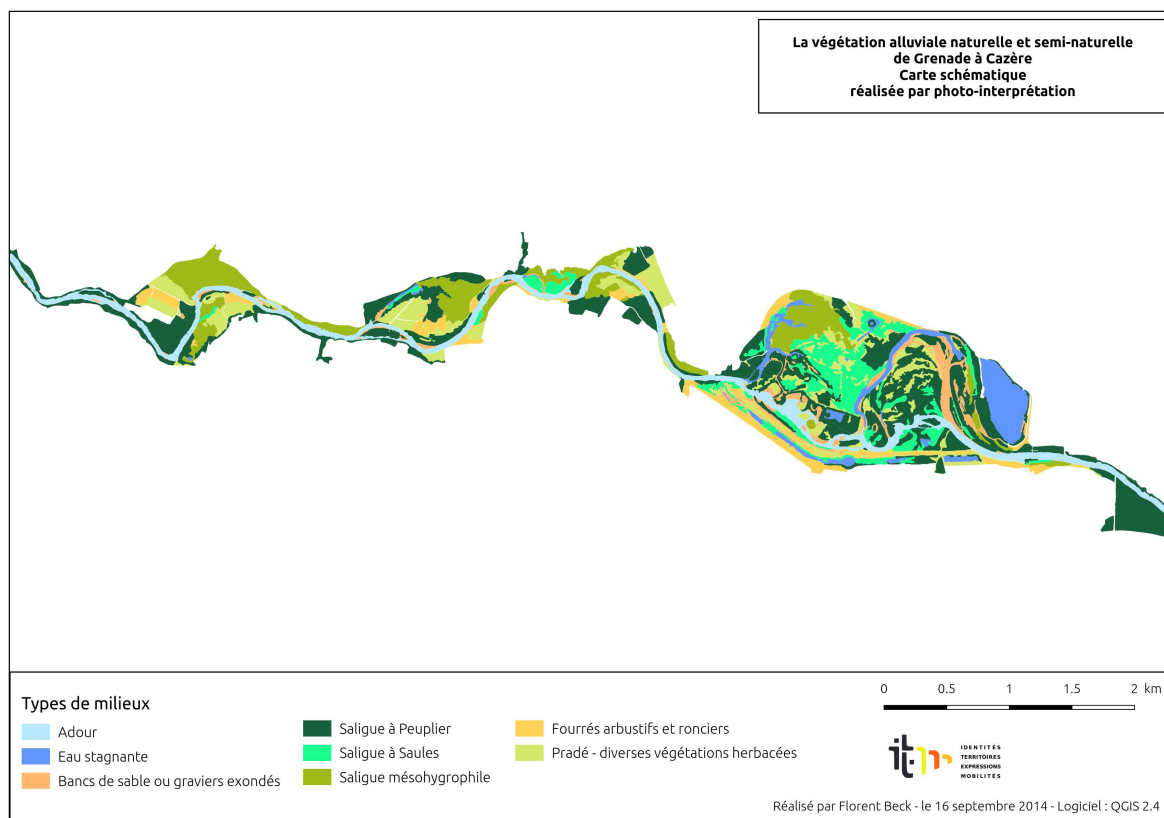 La végétation alluviale naturelle et semi-naturelle
de Grenade à Cazère
Carte schématique
réalisée par photo-interprétation
Types de milieux
Adour
Eau stagnante
Bancs de sable ou graviers exondés
Saligue à Peuplier
Saligue à Saules
Saligue mésohygrophile
Fourrés arbustifs et ronciers
Pradé - diverses végétations herbacées
0 0.5 1 1.5 2 km
item
IDENTITÉS
TERRITOIRES
EXPRESSIONS
MOBILITÉS
Réalisé par Florent Beck - le 16 septembre 2014 - Logiciel : QGIS 2.4